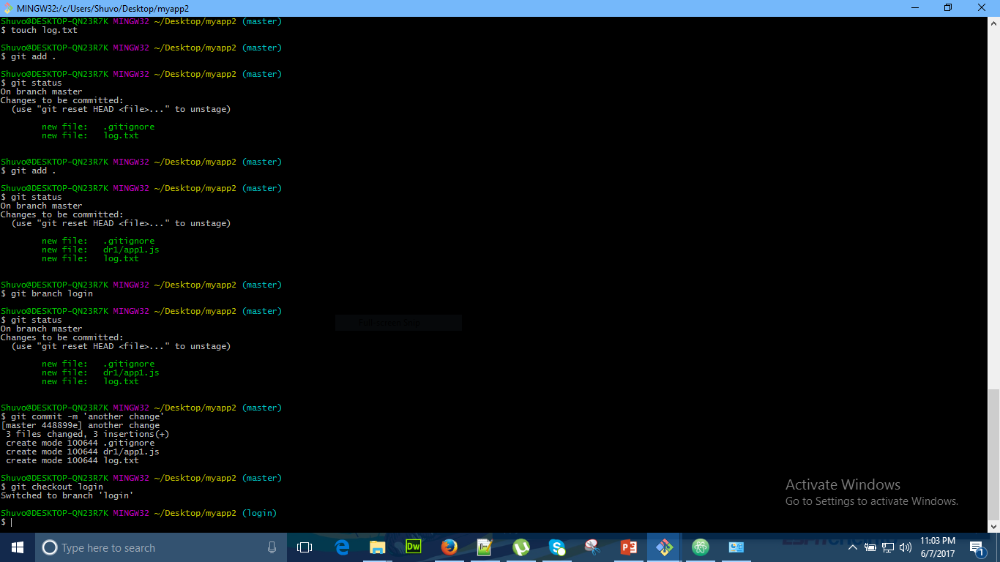 MINGW32:/c/Users/Shuvo/Desktop/myapp2
Shuvo@DESKTOP-QN23R7K MINGW32 ~/Desktop/myapp2 (master)
$ touch log.txt
Shuvo@DESKTOP-QN23R7K MINGW32 ~/Desktop/myapp2 (master)
$ git add .
Shuvo@DESKTOP-QN23R7K MINGW32 ~/Desktop/myapp2 (master)
$ git status
On branch master
Changes to be committed:
(use "git reset HEAD <file>..." to unstage)
new file: .gitignore
new file: log.txt
Shuvo@DESKTOP-QN23R7K MINGW32 ~/Desktop/myapp2 (master)
$ git add .
Shuvo@DESKTOP-QN23R7K MINGW32 ~/Desktop/myapp2 (master)
$ git status
On branch master
Changes to be committed:
(use "git reset HEAD <file>..." to unstage)
new file: .gitignore
new file: dr1/app1.js
new file: log.txt
Shuvo@DESKTOP-QN23R7K MINGW32 ~/Desktop/myapp2 (master)
$ git branch login
Shuvo@DESKTOP-QN23R7K MINGW32 ~/Desktop/myapp2 (master)
$ git status
On branch master
Changes to be committed:
(use "git reset HEAD <file>..." to unstage)
new file: .gitignore
new file: dr1/app1.js
new file: log.txt
Shuvo@DESKTOP-QN23R7K MINGW32 ~/Desktop/myapp2 (master)
$ git commit -m 'another change'
[master 448899e] another change
3 files changed, 3 insertions(+)
create mode 100644 .gitignore
create mode 100644 dr1/app1.js
create mode 100644 log.txt
Shuvo@DESKTOP-QN23R7K MINGW32 ~/Desktop/myapp2 (master)
$ git checkout login
Switched to branch 'login'
Shuvo@DESKTOP-QN23R7K MINGW32 ~/Desktop/myapp2 (login)
$
Full-screen Snip
Activate Windows
Go to Settings to activate Windows.
Type here to search
Dw
11:03 PM
6/7/2017
1